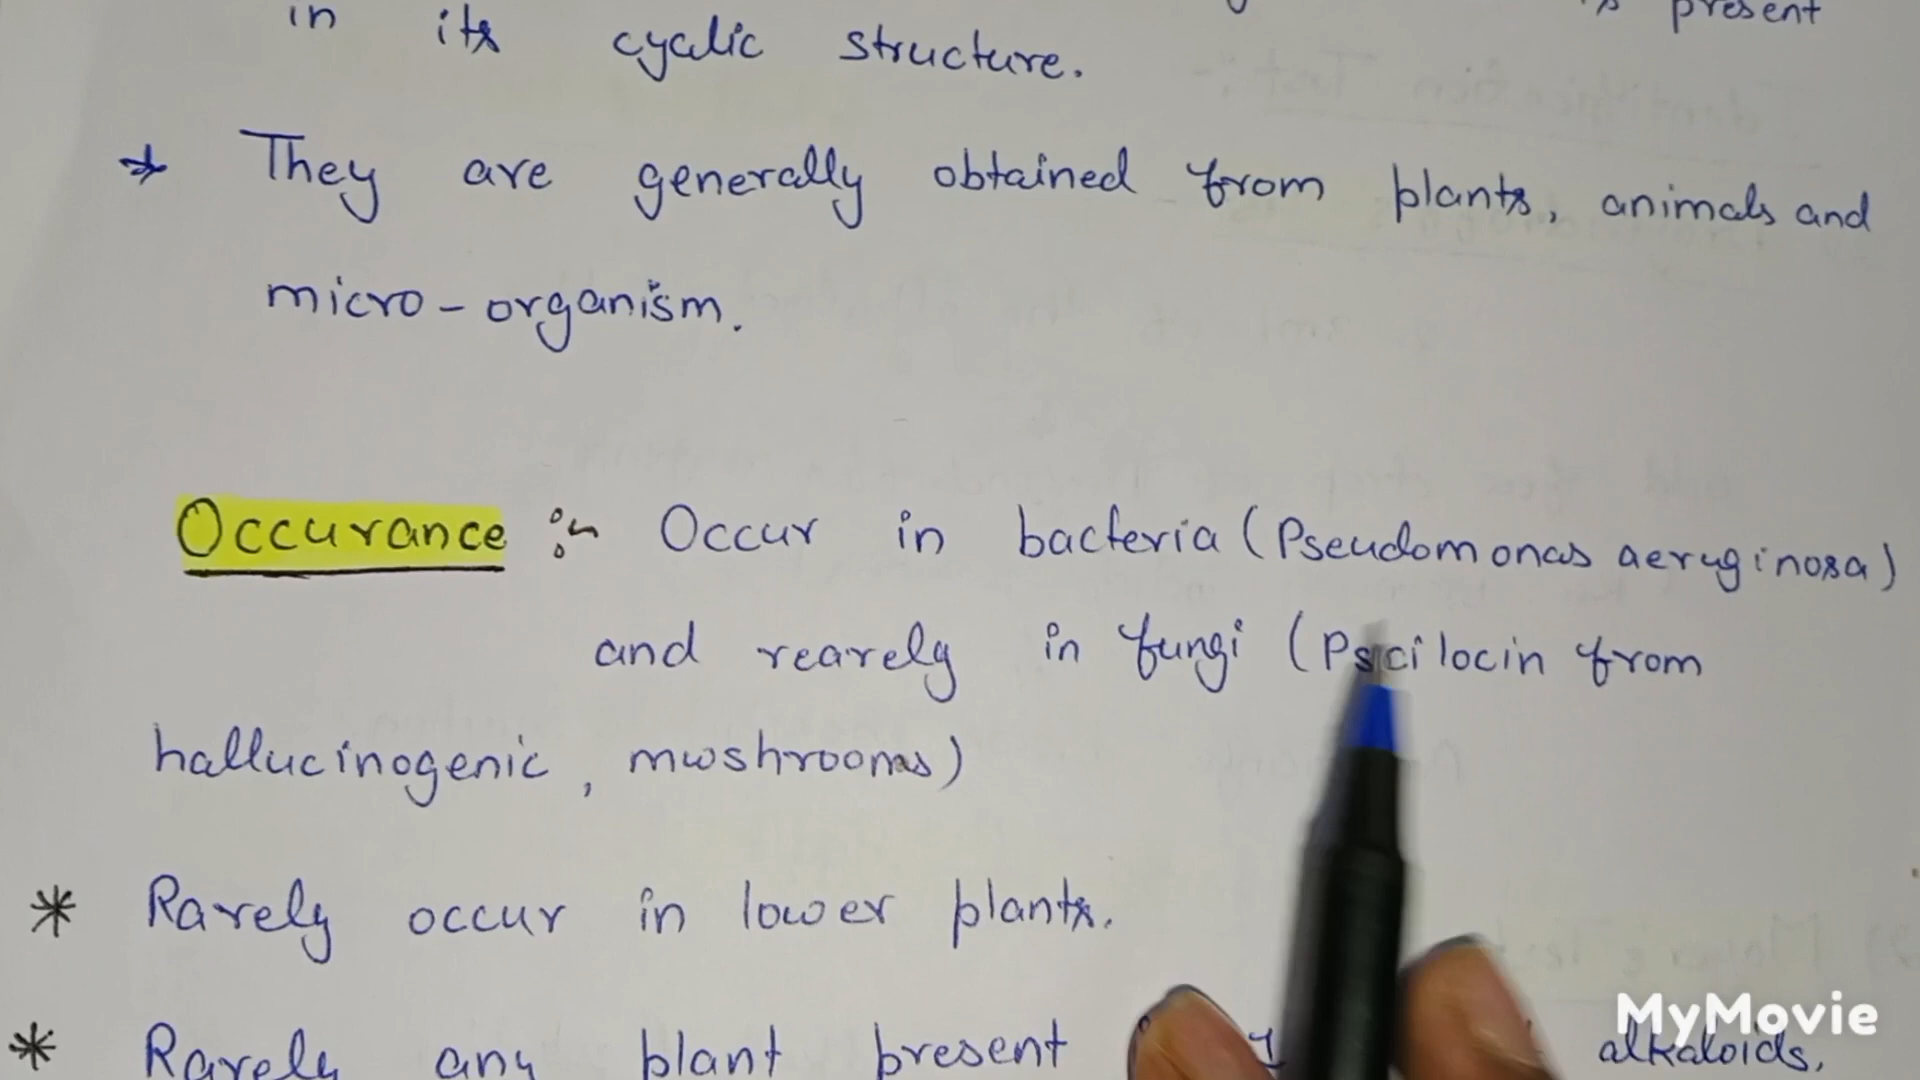 present
in its cyclic structure.
They are generally obtained from plants, animals and
micro-organism.
Occurance :- Occur in bacteria (Pseudomonas aeruginosa)
and rearely in fungi (Pscilocin from
hallucinogenic, mushrooms)
* Rarely occur in lower plants.
* Rarely any plant present alkaloids,
MyMovie